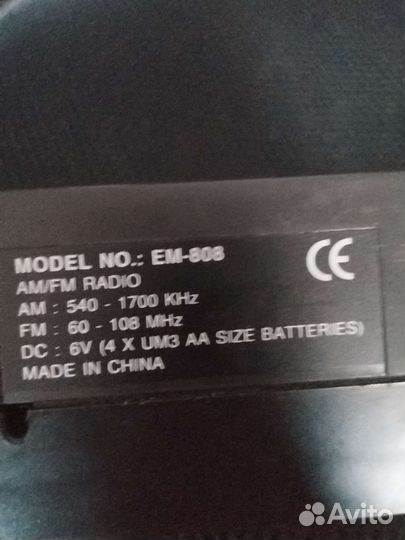 MODEL NO.: EM-808
AM/FM RADIO
AM : 540 - 1700 KHz
FM : 60 - 108 MHz
DC : 6V (4 X UM3 AA SIZE BATTERIES)
MADE IN CHINA
CE
Avito